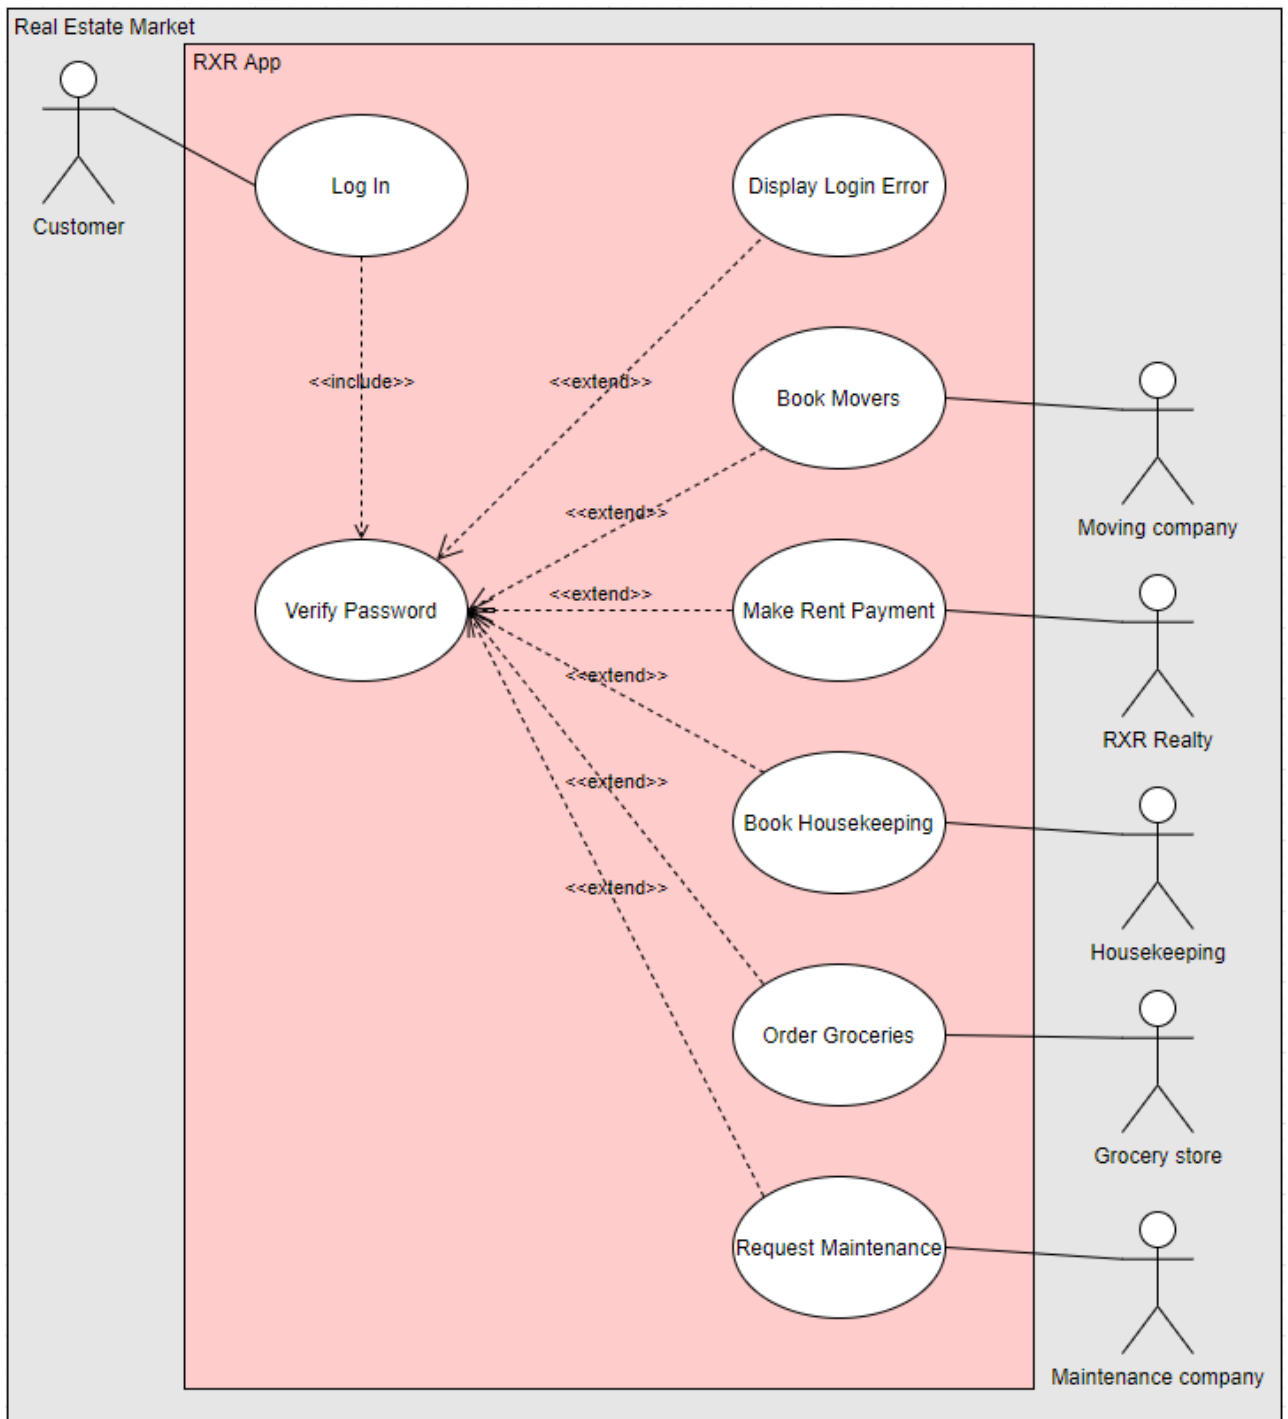 Real Estate Market
RXR App
Customer
Log In
Display Login Error
<<include>>
<<extend>>
Book Movers
Moving company
<<extend>>
Verify Password
<<extend>>
Make Rent Payment
RXR Realty
<<extend>>
Book Housekeeping
Housekeeping
<<extend>>
<<extend>>
Order Groceries
Grocery store
Request Maintenance
Maintenance company